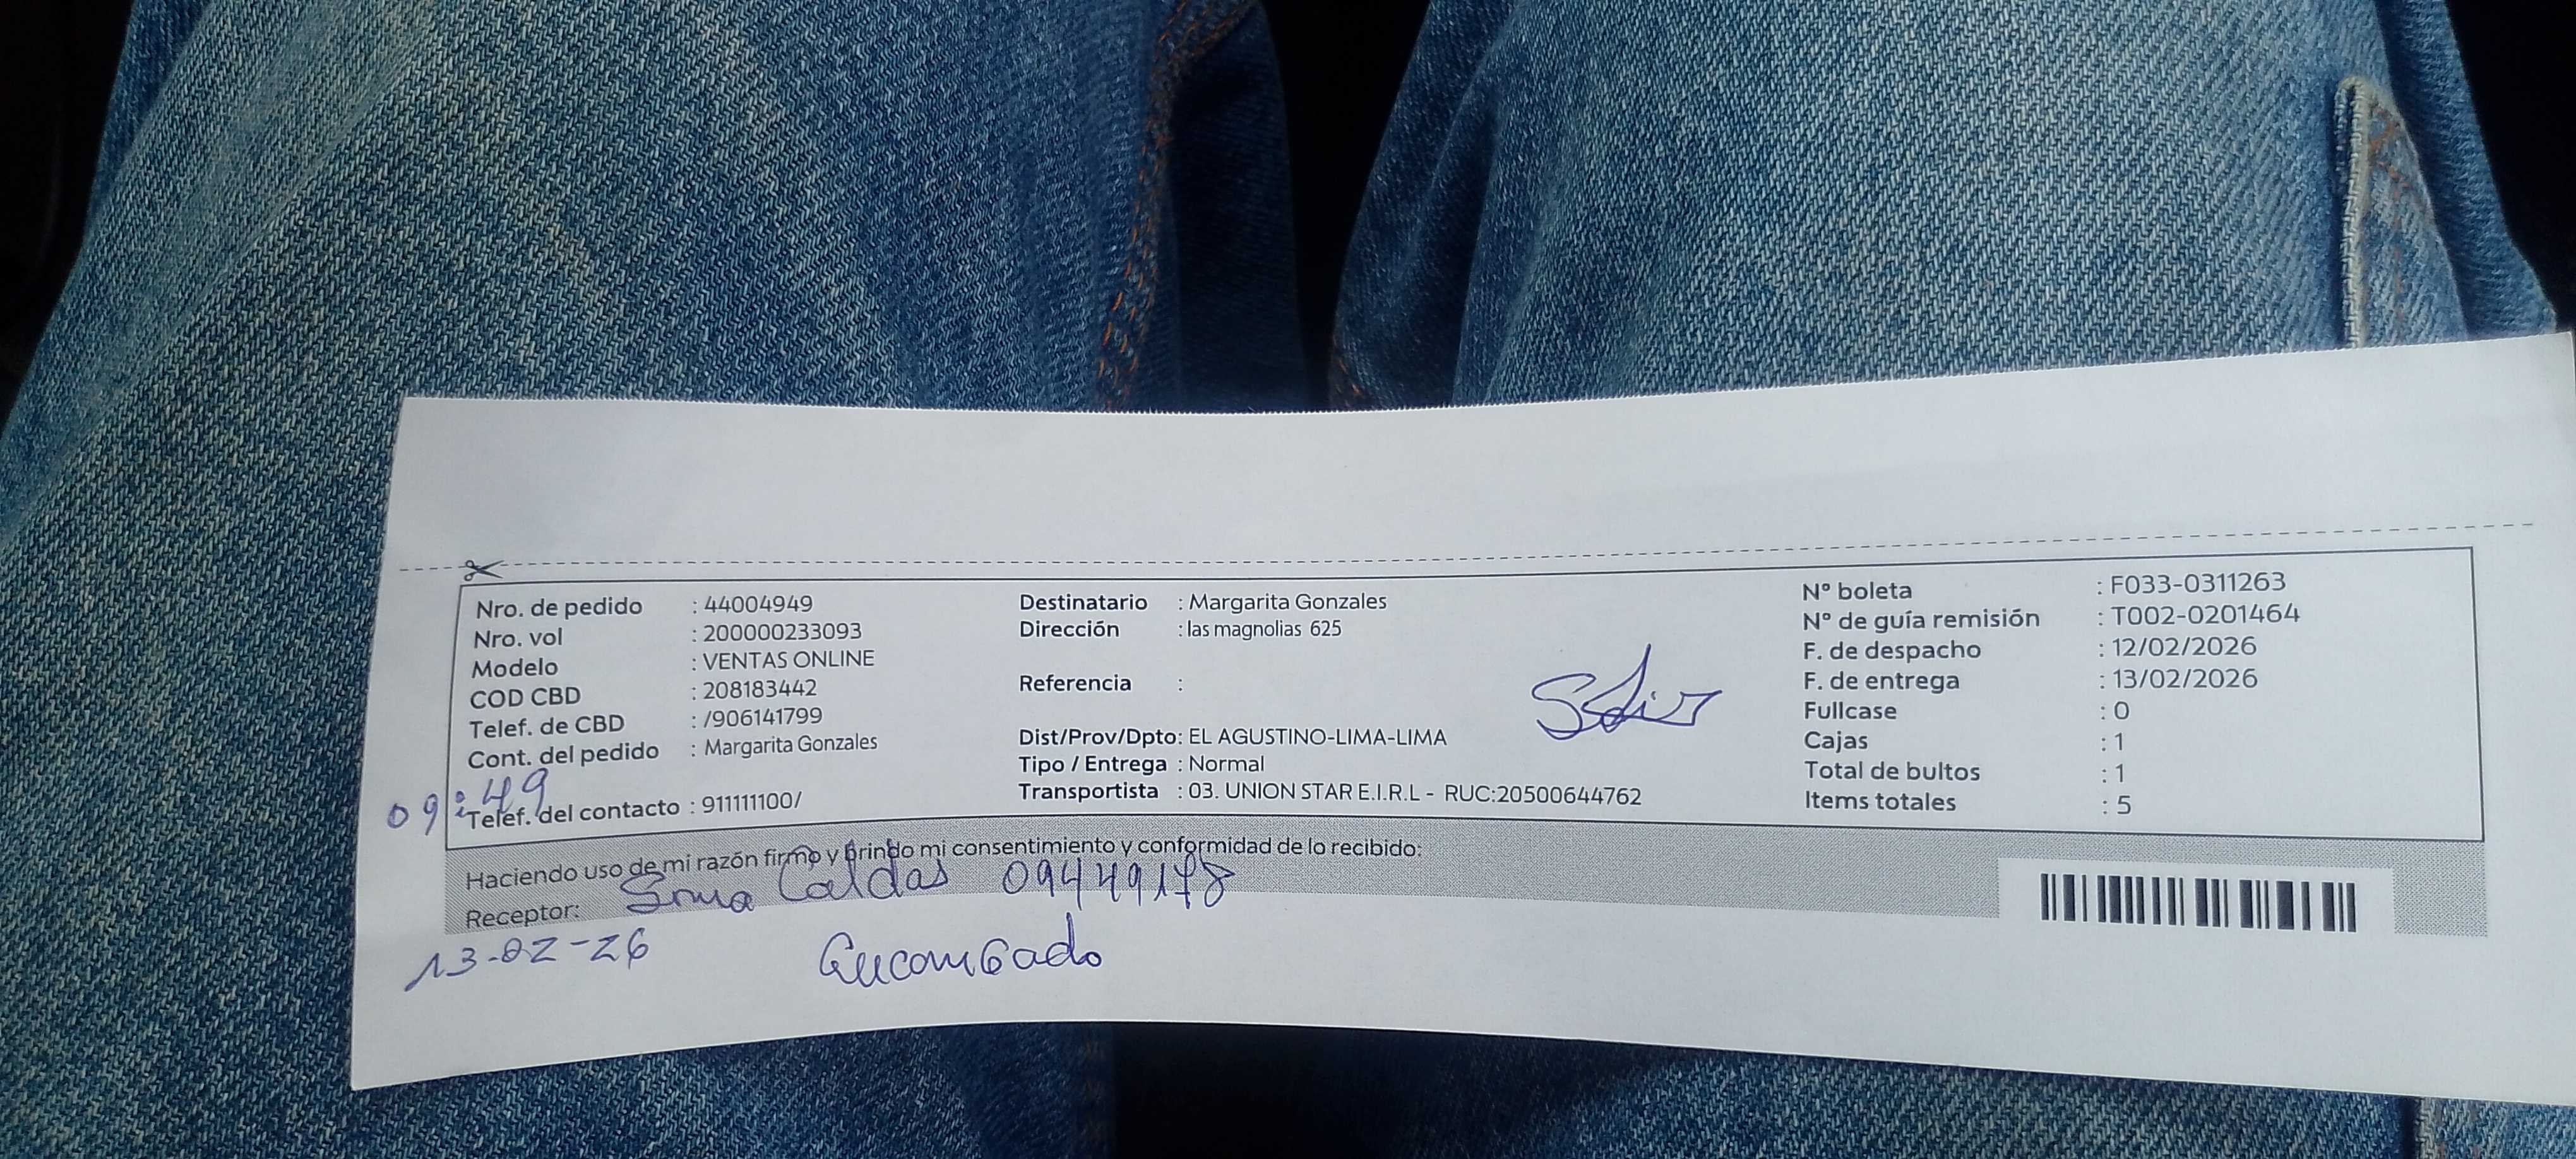 Nro. de pedido : 44004949
Nro. vol : 200000233093
Modelo : VENTAS ONLINE
COD CBD : 208183442
Telef. de CBD : /906141799
Cont. del pedido : Margarita Gonzales
09:49
Telef. del contacto : 911111100/
Destinatario : Margarita Gonzales
Dirección : las magnolias 625
Referencia :
Dist/Prov/Dpto: EL AGUSTINO-LIMA-LIMA
Tipo / Entrega : Normal
Transportista : 03. UNION STAR E.I.R.L - RUC:20500644762
Nº boleta : F033-0311263
Nº de guía remisión : T002-0201464
F. de despacho : 12/02/2026
F. de entrega : 13/02/2026
Fullcase : 0
Cajas : 1
Total de bultos : 1
Items totales : 5
Haciendo uso de mi razón firmo y brindo mi consentimiento y conformidad de lo recibido:
Receptor: Caldas 09449178
13-02-26